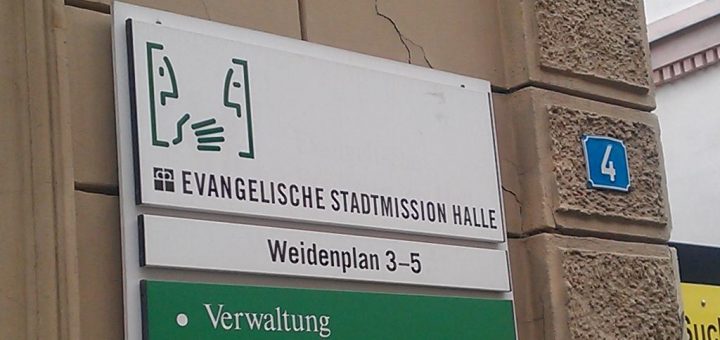 EVANGELISCHE STADTMISSION HALLE
4
Weidenplan 3–5
• Verwaltung